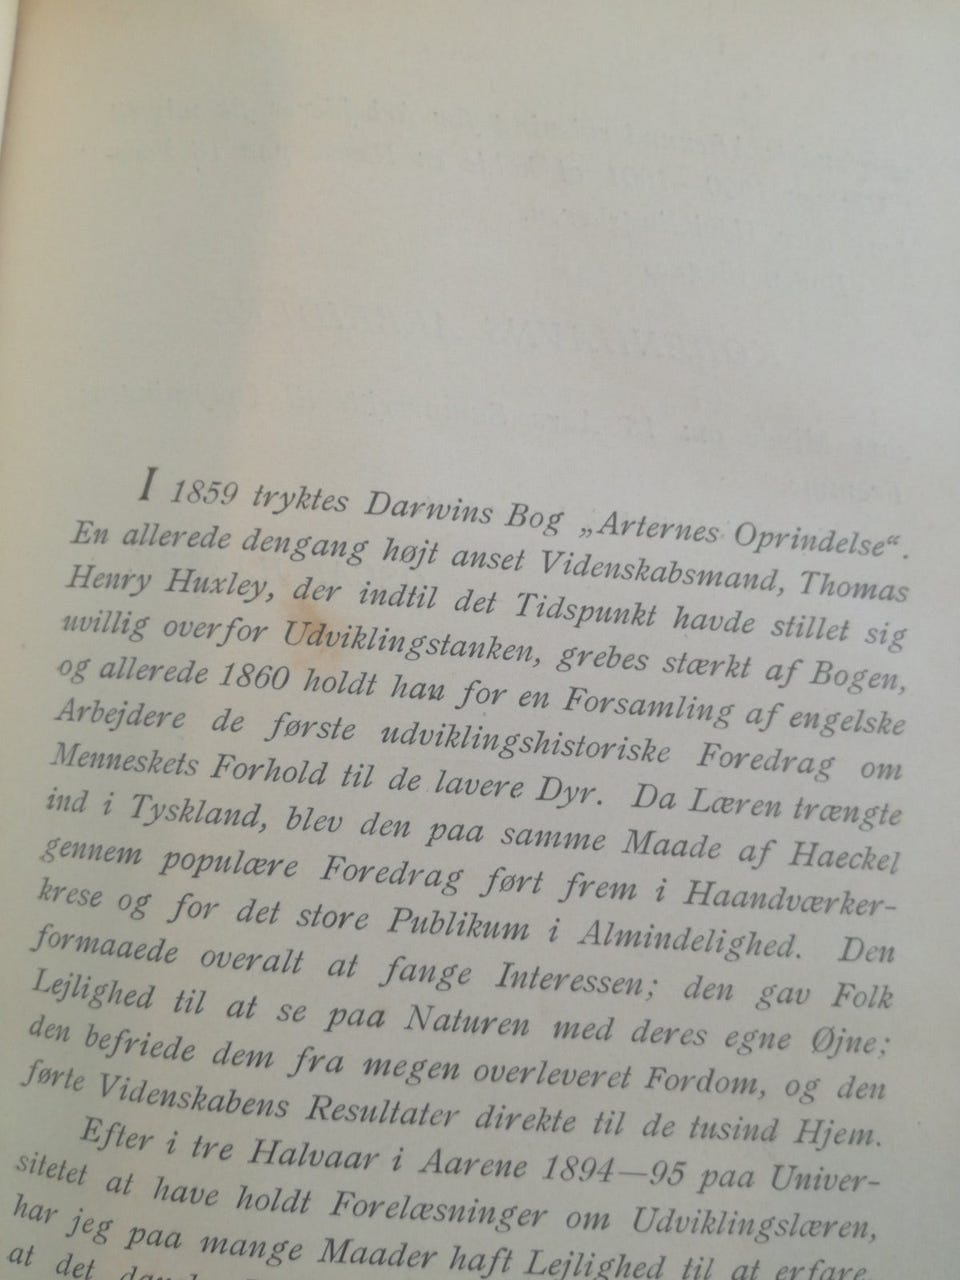 I 1859 tryktes Darwins Bog „Arternes Oprindelse“.
En allerede dengang højt anset Videnskabsmand, Thomas
Henry Huxley, der indtil det Tidspunkt havde stillet sig
uvillig overfor Udviklingstanken, grebes stærkt af Bogen,
og allerede 1860 holdt han for en Forsamling af engelske
Arbejdere de første udviklingshistoriske Foredrag om
Menneskets Forhold til de lavere Dyr. Da Læren trængte
ind i Tyskland, blev den paa samme Maade af Haeckel
gennem populære Foredrag ført frem i Haandværker-
krese og for det store Publikum i Almindelighed. Den
formaaede overalt at fange Interessen; den gav Folk
Lejlighed til at se paa Naturen med deres egne Øjne;
den befriede dem fra megen overleveret Fordom, og den
førte Videnskabens Resultater direkte til de tusind Hjem.
Efter i tre Halvaar i Aarene 1894—95 paa Univer-
sitetet at have holdt Forelæsninger om Udviklingslæren,
har jeg paa mange Maader haft Lejlighed til at erfare
at det